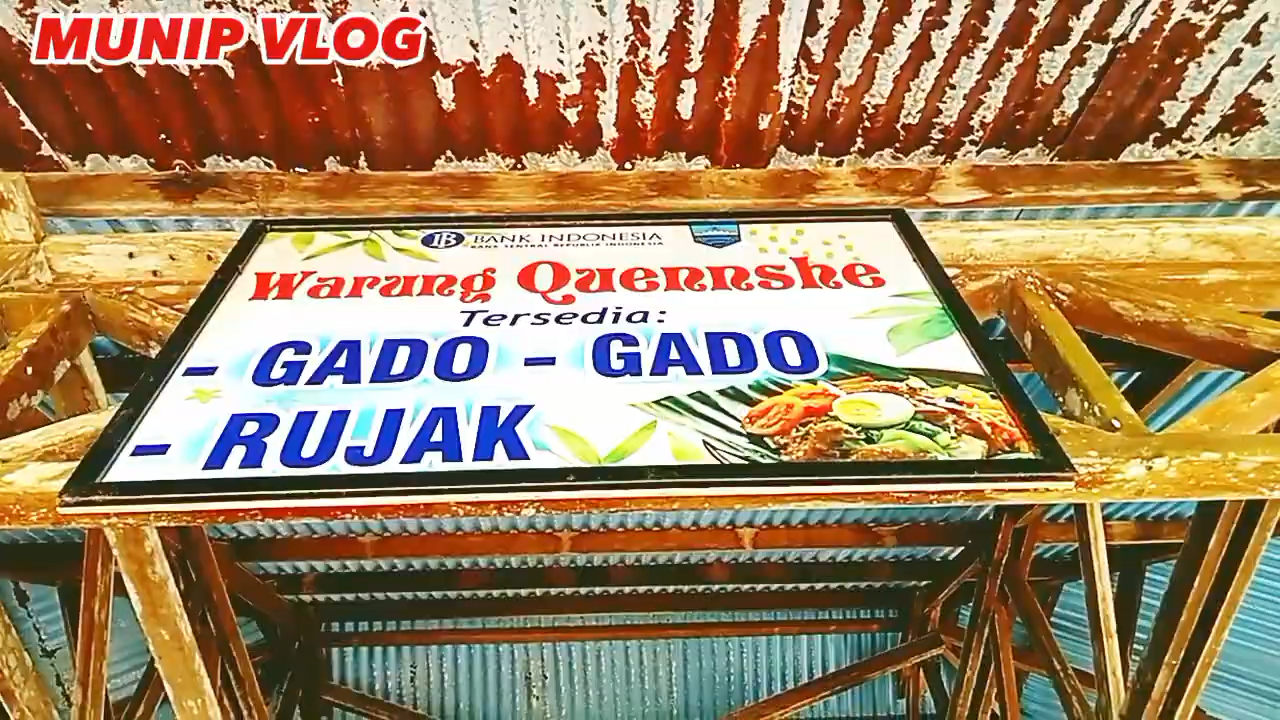 MUNIP VLOG
BANK INDONESIA
BANK SENTRAL REPUBLIK INDONESIA
Warung Quennshe
Tersedia:
- GADO - GADO
- RUJAK